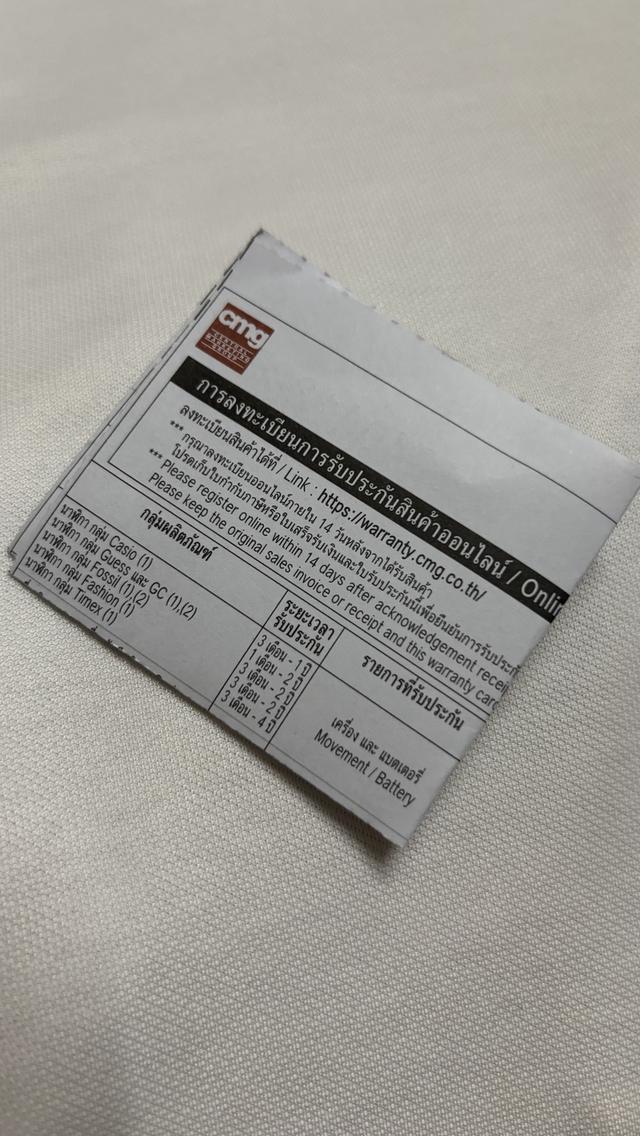 cmg
CENTRAL
MARKETING
GROUP
การลงทะเบียนการรับประกันสินค้าออนไลน์ / Onlin
ลงทะเบียนสินค้าได้ที่ / Link : https://warranty.cmg.co.th/
*** กรุณาลงทะเบียนออนไลน์ภายใน 14 วันหลังจากได้รับสินค้า
โปรดเก็บใบกำกับภาษีหรือใบเสร็จรับเงินและใบรับประกันนี้เพื่อยืนยันการรับประกัน
*** Please register online within 14 days after acknowledgement receip
Please keep the original sales invoice or receipt and this warranty card
กลุ่มผลิตภัณฑ์
ระยะเวลา
รับประกัน
รายการที่รับประกัน
นาฬิกา กลุ่ม Casio (1)
3 เดือน - 1 ปี
นาฬิกา กลุ่ม Guess และ GC (1),(2)
3 เดือน - 2 ปี
นาฬิกา กลุ่ม Fossil (1),(2)
3 เดือน - 2 ปี
นาฬิกา กลุ่ม Fashion (1)
3 เดือน - 2 ปี
นาฬิกา กลุ่ม Timex (1)
3 เดือน - 4 ปี
เครื่อง และ แบตเตอรี่
Movement / Battery